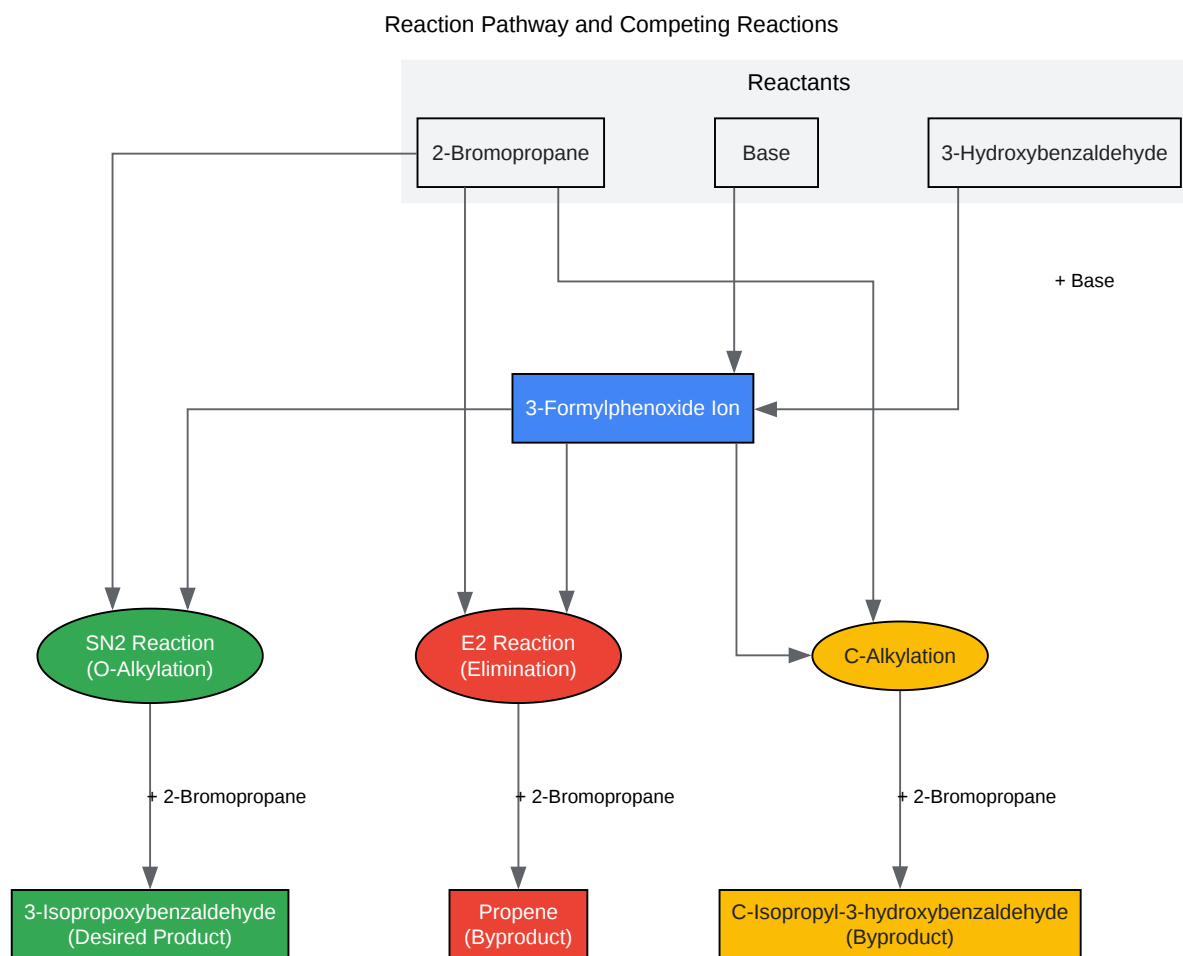 Reaction Pathway and Competing Reactions
Reactants
2-Bromopropane
Base
3-Hydroxybenzaldehyde
+ Base
3-Formylphenoxide Ion
SN2 Reaction
(O-Alkylation)
E2 Reaction
(Elimination)
C-Alkylation
+ 2-Bromopropane
+ 2-Bromopropane
+ 2-Bromopropane
3-Isopropoxybenzaldehyde
(Desired Product)
Propene
(Byproduct)
C-Isopropyl-3-hydroxybenzaldehyde
(Byproduct)